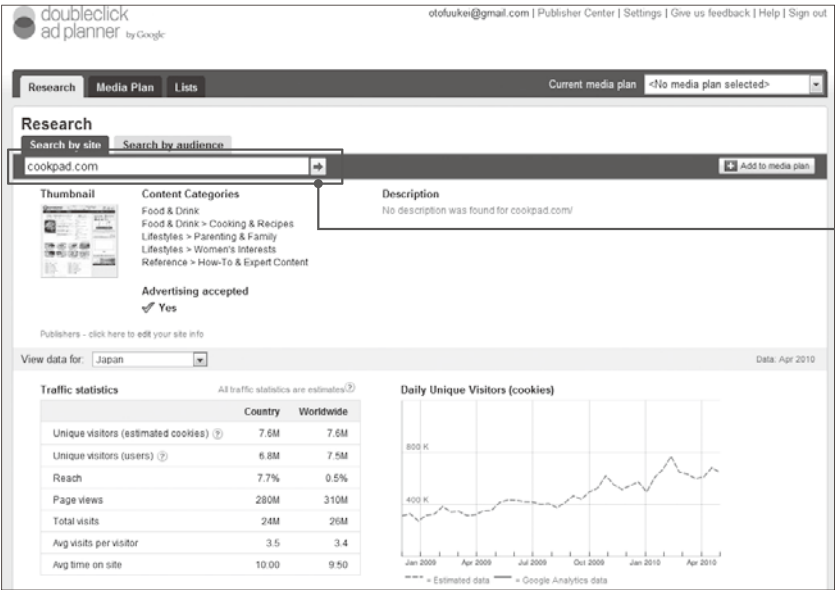 doubleclick
ad planner by Google
otofuukei@gmail.com | Publisher Center | Settings | Give us feedback | Help | Sign out
Research Media Plan Lists
Current media plan <No media plan selected>
Research
Search by site Search by audience
cookpad.com
Add to media plan
Thumbnail
Content Categories
Food & Drink
Food & Drink > Cooking & Recipes
Lifestyles > Parenting & Family
Lifestyles > Women's Interests
Reference > How-To & Expert Content
Advertising accepted
Yes
Description
No description was found for cookpad.com/
Publishers - click here to edit your site info
View data for: Japan
Data: Apr 2010
Traffic statistics
All traffic statistics are estimates ?
Country Worldwide
Unique visitors (estimated cookies) ? 7.6M 7.6M
Unique visitors (users) ? 6.8M 7.5M
Reach 7.7% 0.5%
Page views 280M 310M
Total visits 24M 26M
Avg visits per visitor 3.5 3.4
Avg time on site 10:00 9:50
Daily Unique Visitors (cookies)
800 K
400 K
Jan 2009 Apr 2009 Jul 2009 Oct 2009 Jan 2010 Apr 2010
= Estimated data = Google Analytics data